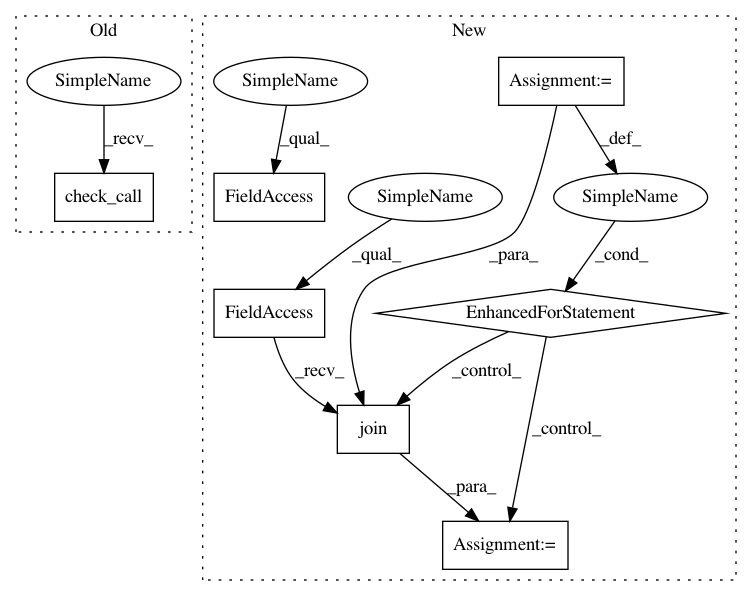 Old
New
SimpleName
SimpleName
Assignment:=
_recv_
_qual_
_def_
check_call
FieldAccess
SimpleName
SimpleName
_qual_
_para_
_cond_
FieldAccess
EnhancedForStatement
_recv_
_control_
join
_control_
_para_
Assignment:=